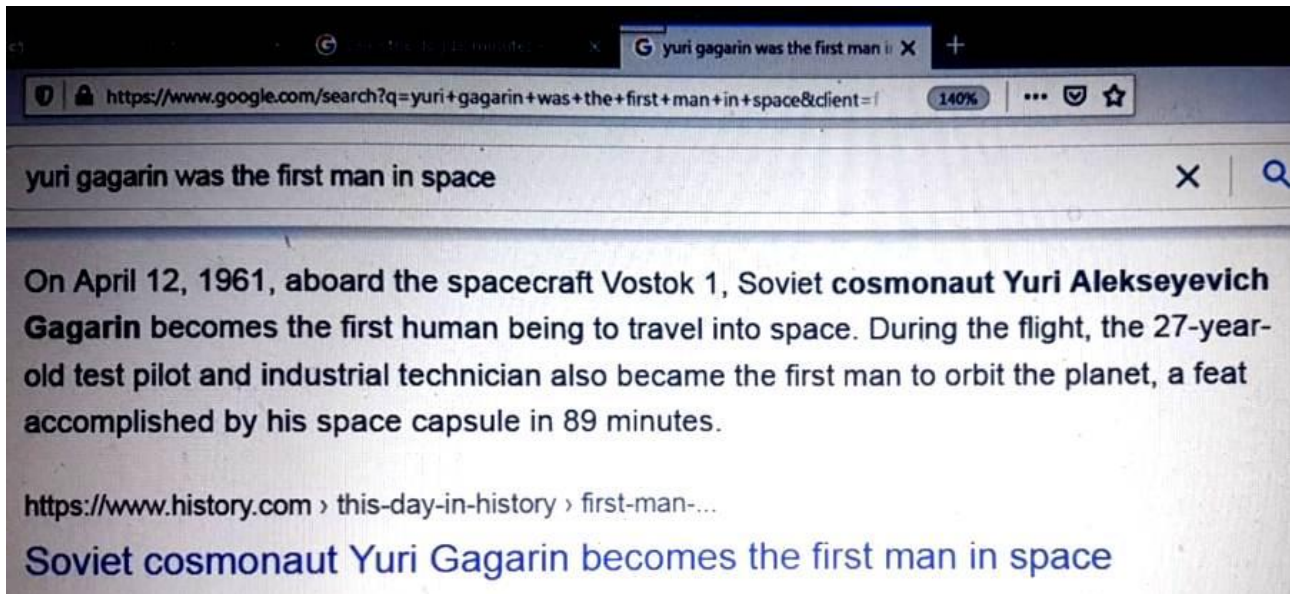 yuri gagarin was the first man i
https://www.google.com/search?q=yuri+gagarin+was+the+first+man+in+space&client=f
140%
yuri gagarin was the first man in space
On April 12, 1961, aboard the spacecraft Vostok 1, Soviet cosmonaut Yuri Alekseyevich
Gagarin becomes the first human being to travel into space. During the flight, the 27-year-
old test pilot and industrial technician also became the first man to orbit the planet, a feat
accomplished by his space capsule in 89 minutes.
https://www.history.com › this-day-in-history › first-man-...
Soviet cosmonaut Yuri Gagarin becomes the first man in space